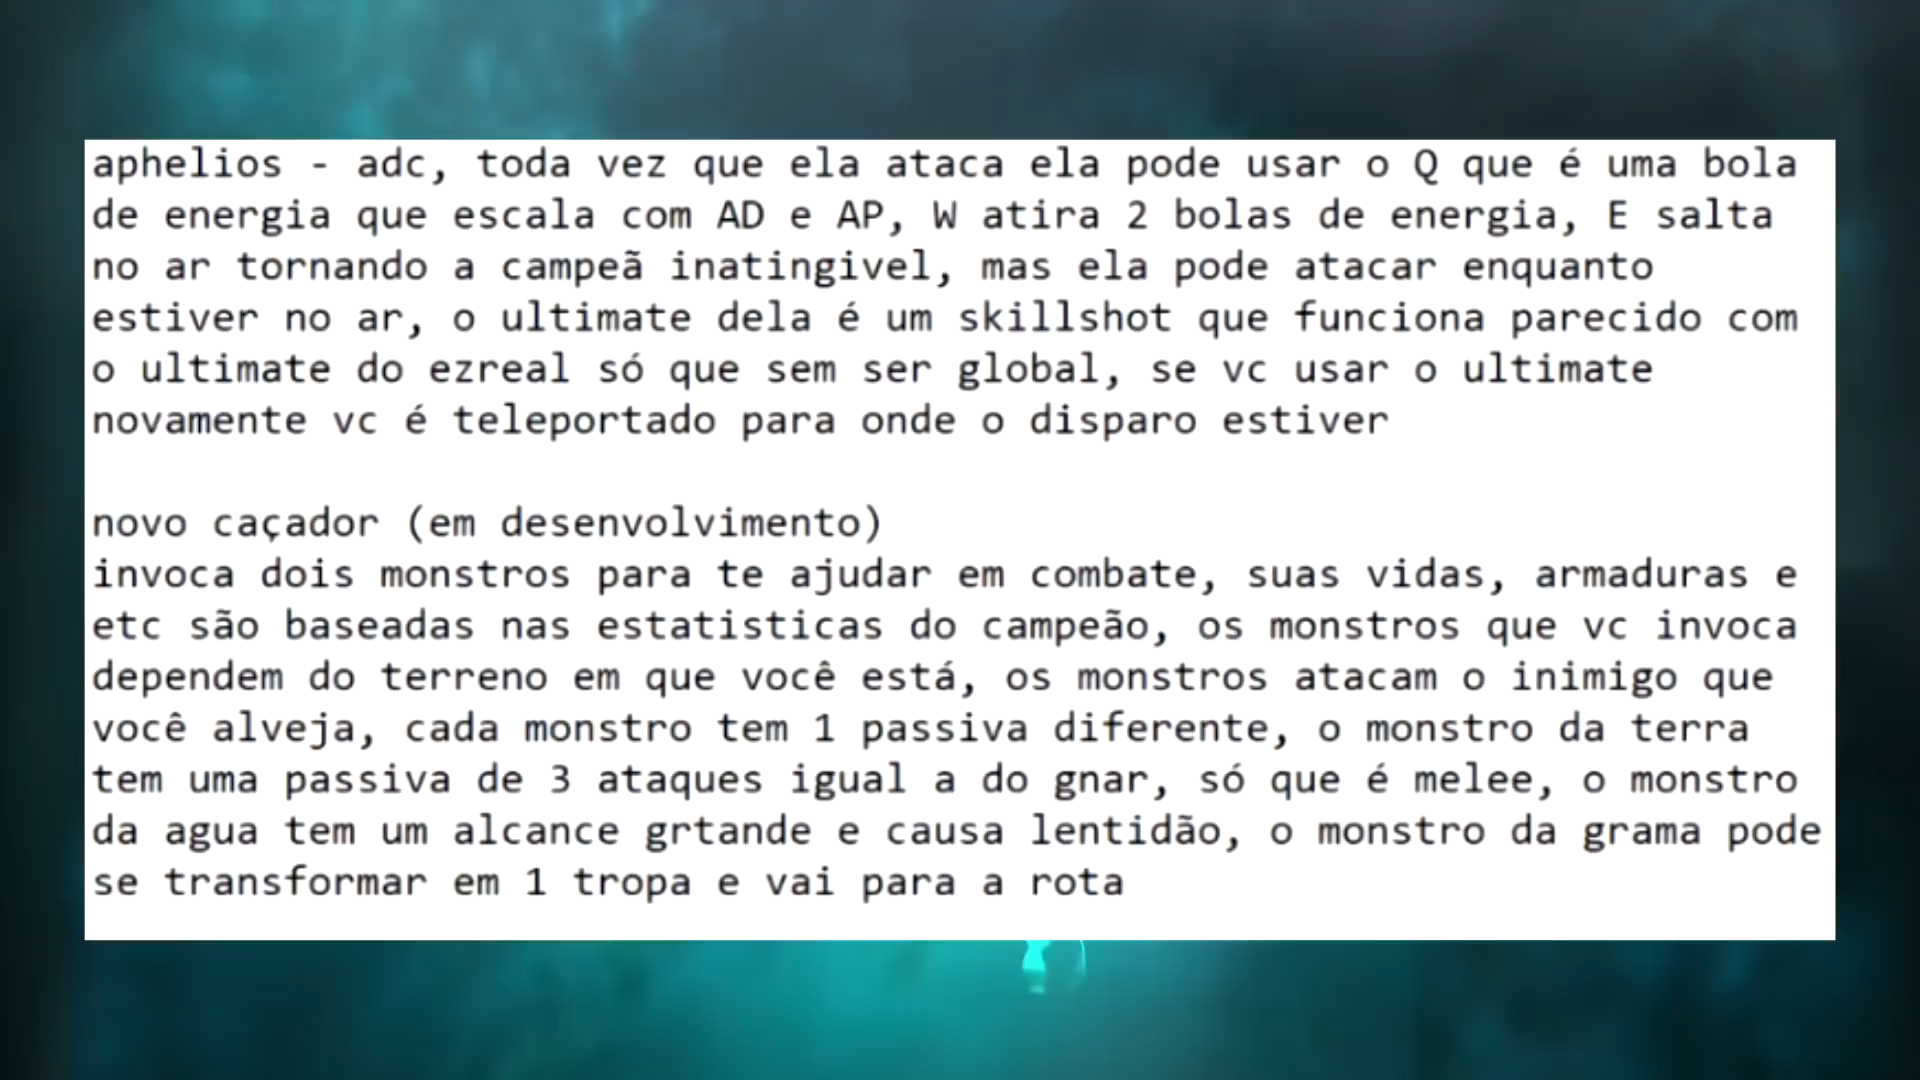 aphelios - adc, toda vez que ela ataca ela pode usar o Q que é uma bola
de energia que escala com AD e AP, W atira 2 bolas de energia, E salta
no ar tornando a campeã inatingivel, mas ela pode atacar enquanto
estiver no ar, o ultimate dela é um skillshot que funciona parecido com
o ultimate do ezreal só que sem ser global, se vc usar o ultimate
novamente vc é teleportado para onde o disparo estiver
novo caçador (em desenvolvimento)
invoca dois monstros para te ajudar em combate, suas vidas, armaduras e
etc são baseadas nas estatisticas do campeão, os monstros que vc invoca
dependem do terreno em que você está, os monstros atacam o inimigo que
você alveja, cada monstro tem 1 passiva diferente, o monstro da terra
tem uma passiva de 3 ataques igual a do gnar, só que é melee, o monstro
da agua tem um alcance grtande e causa lentidão, o monstro da grama pode
se transformar em 1 tropa e vai para a rota